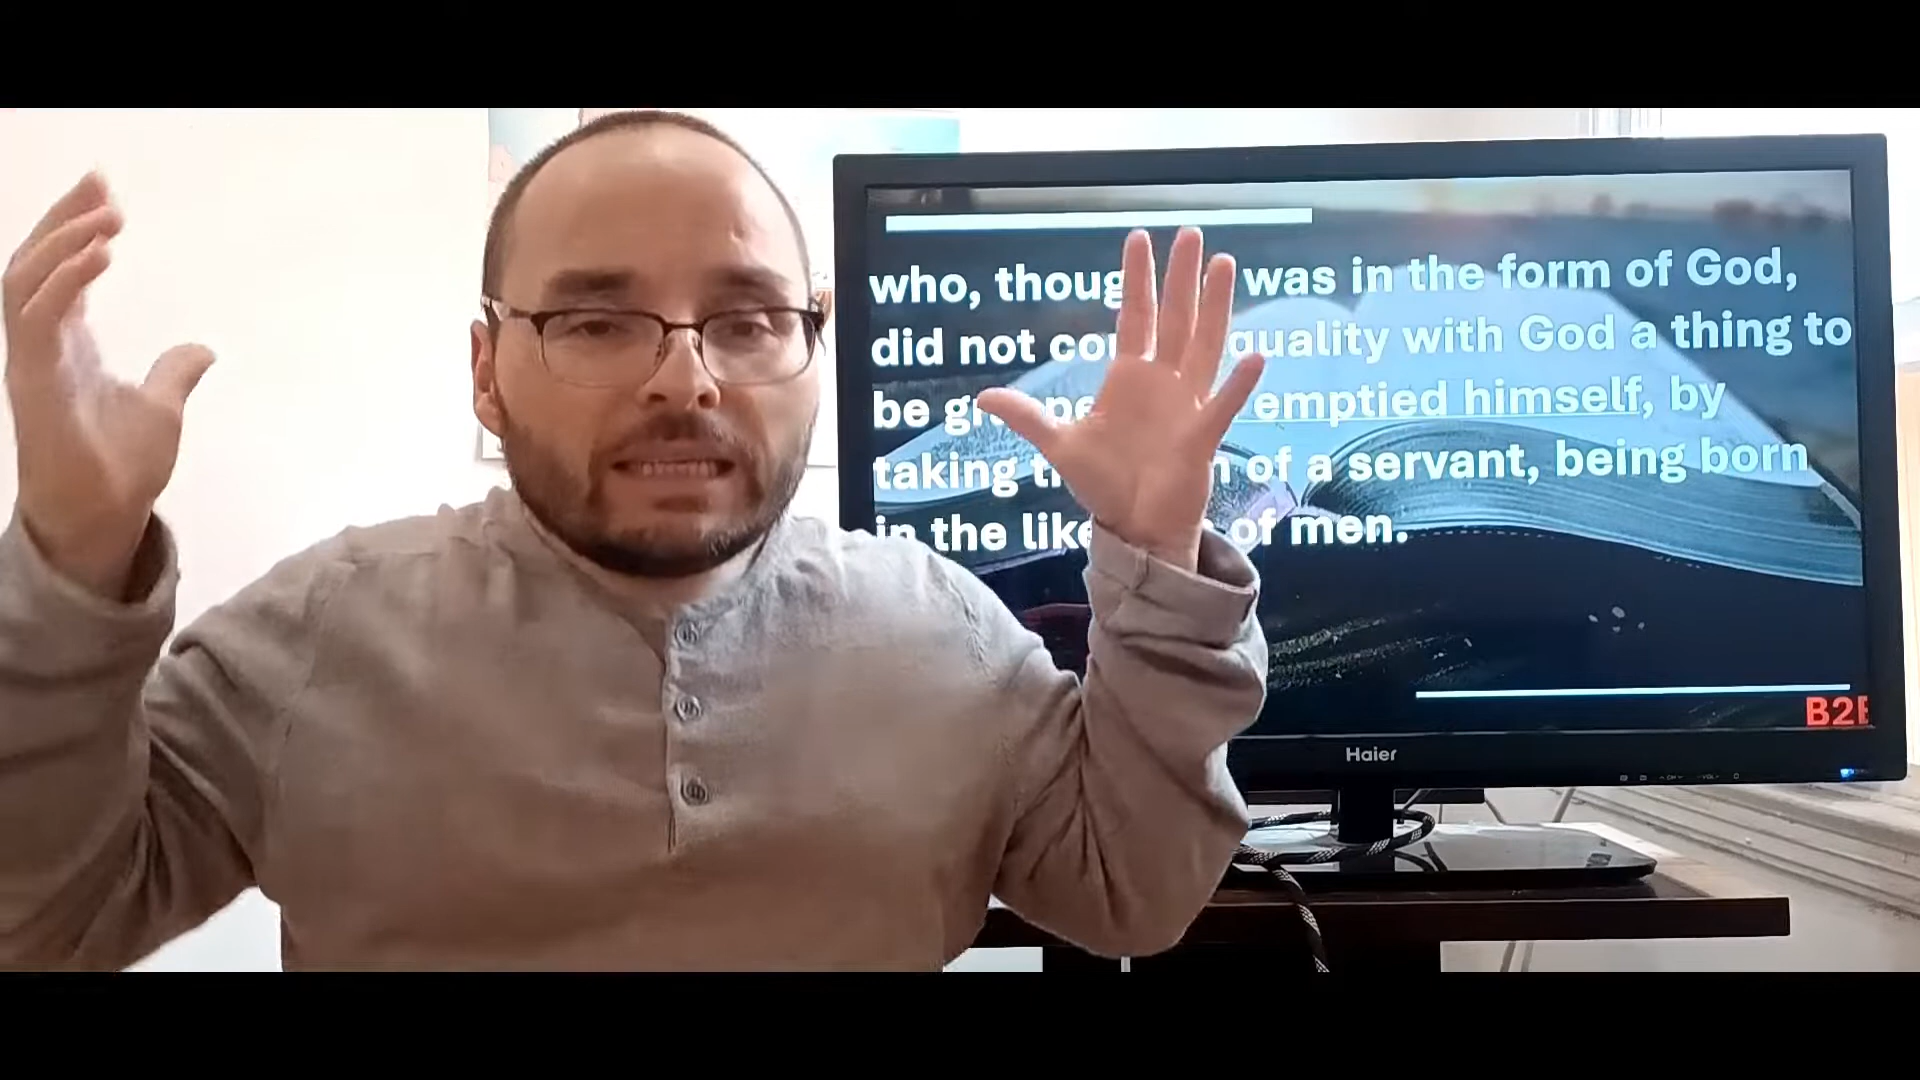 who, thoug was in the form of God,
did not co quality with God a thing to
be emptied himself, by
taking of a servant, being born
in the like of men.
B2
Haier